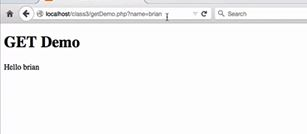 localhost/class3/getDemo.php?name=brian
Search
GET Demo
Hello brian